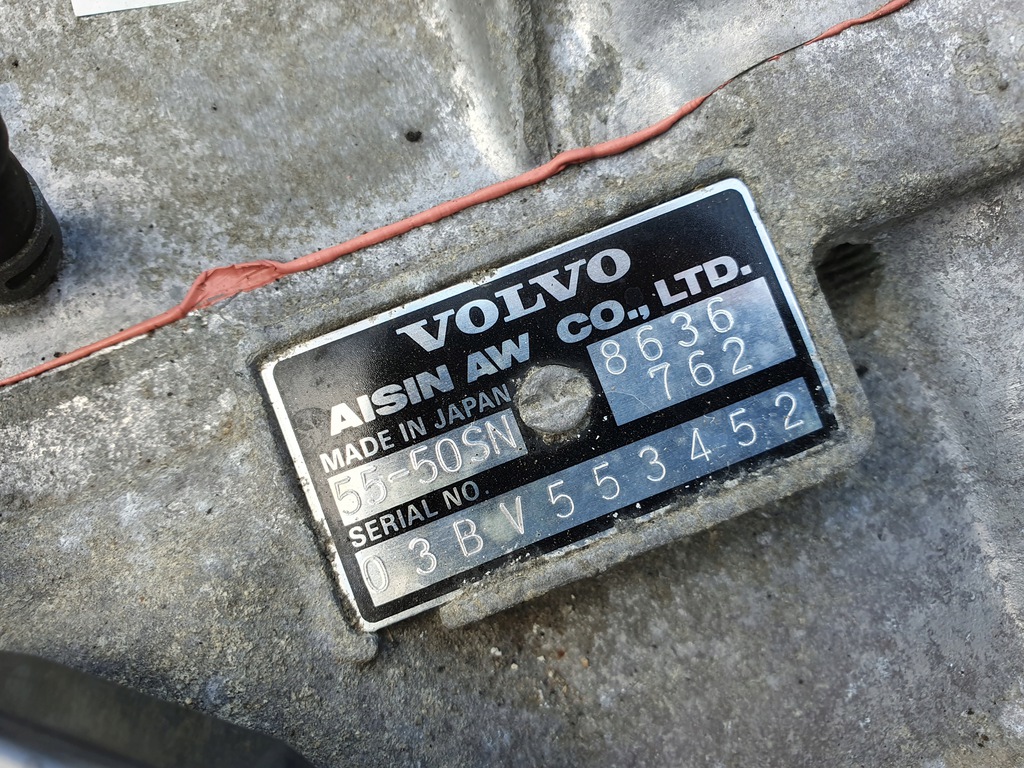 VOLVO
AISIN AW CO., LTD.
MADE IN JAPAN
8636
762
55-50SN
SERIAL NO.
03BV553452